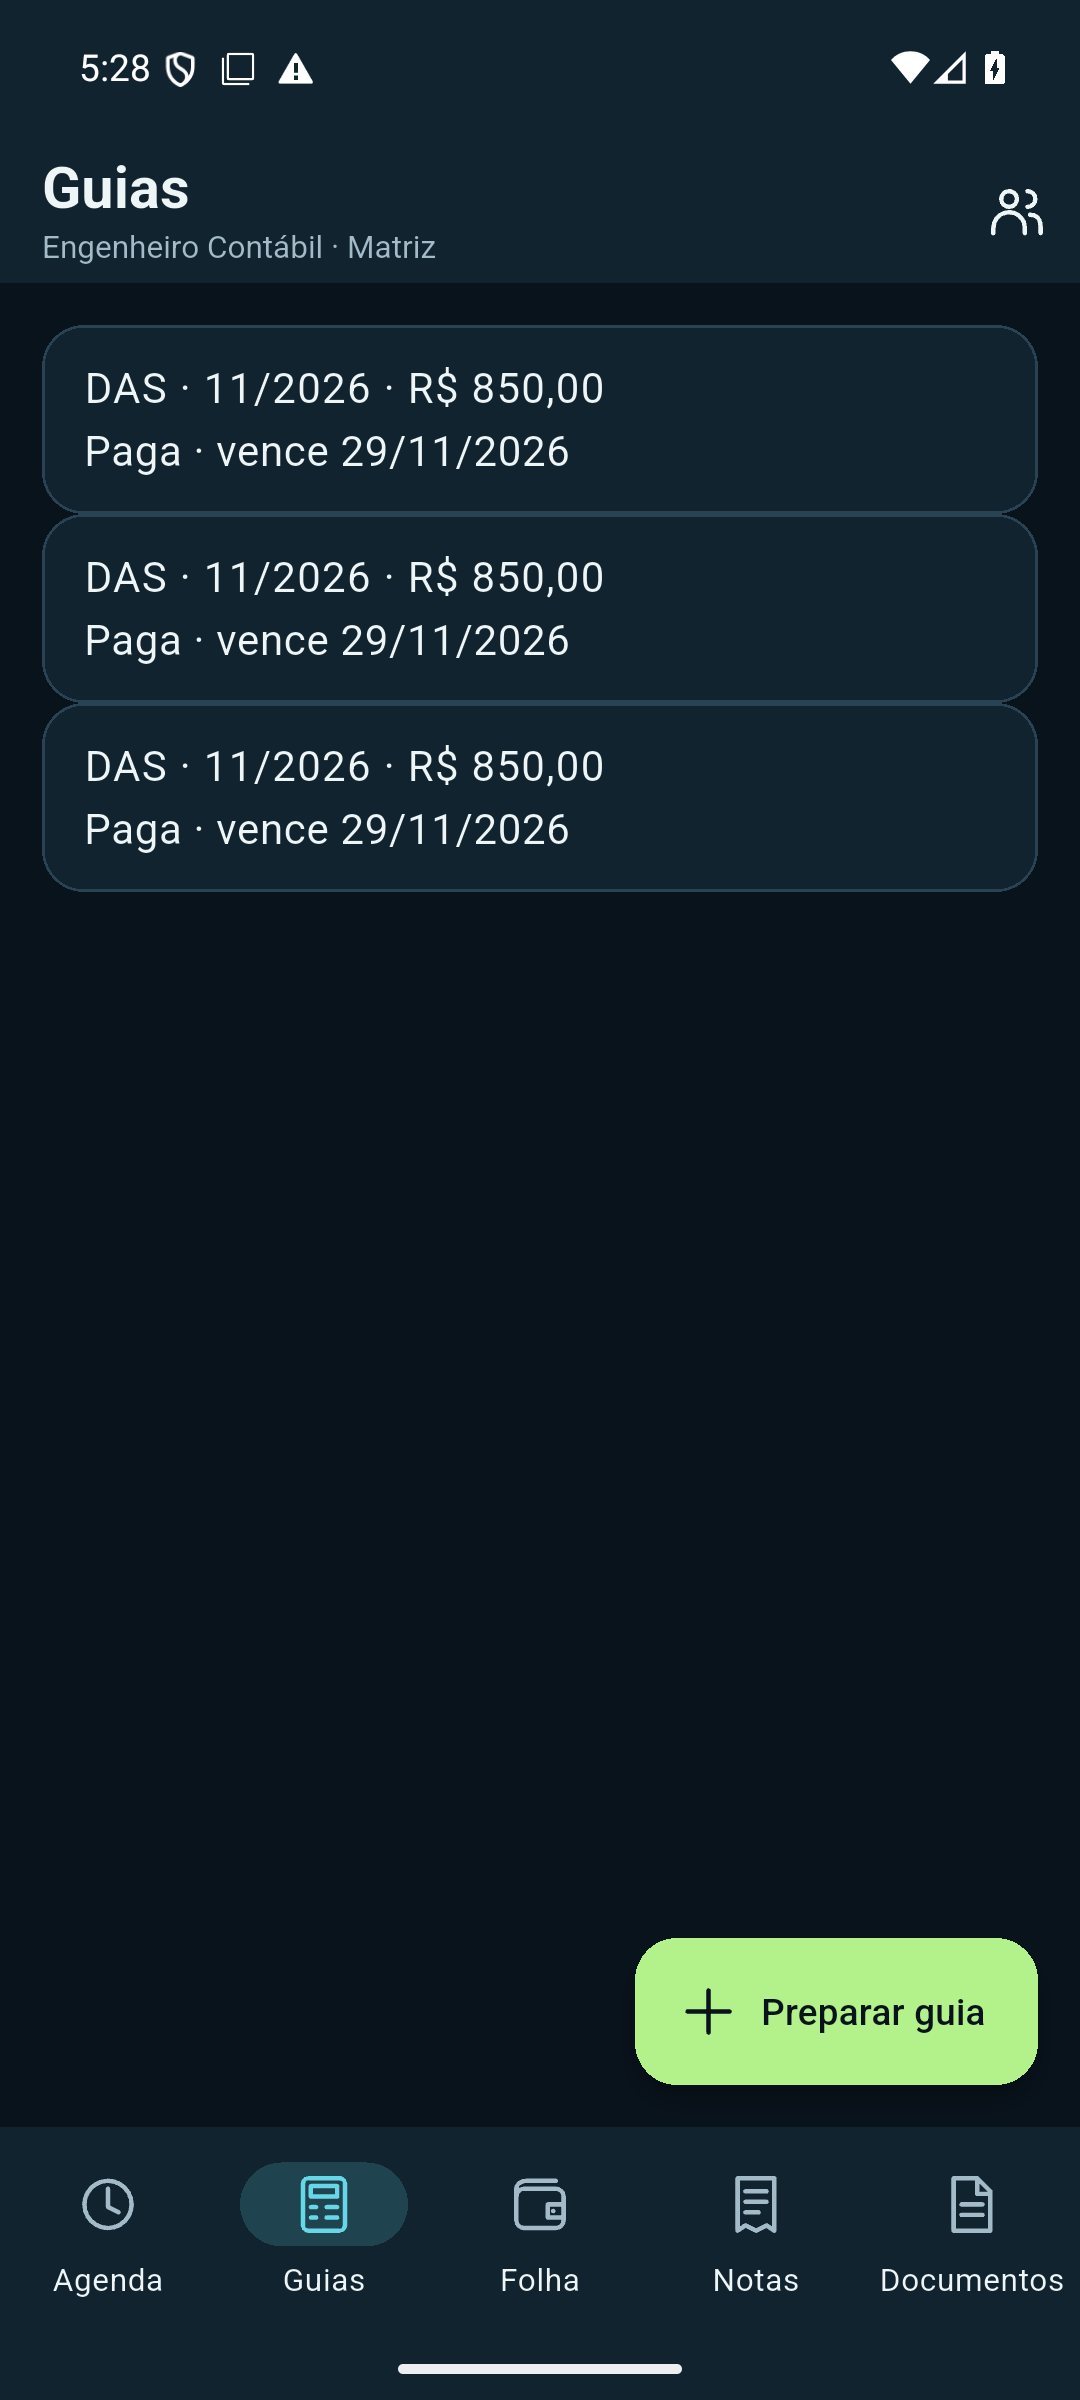 5:28
Guias
Engenheiro Contábil · Matriz
DAS · 11/2026 · R$ 850,00
Paga · vence 29/11/2026
DAS · 11/2026 · R$ 850,00
Paga · vence 29/11/2026
DAS · 11/2026 · R$ 850,00
Paga · vence 29/11/2026
Preparar guia
Agenda
Guias
Folha
Notas
Documentos